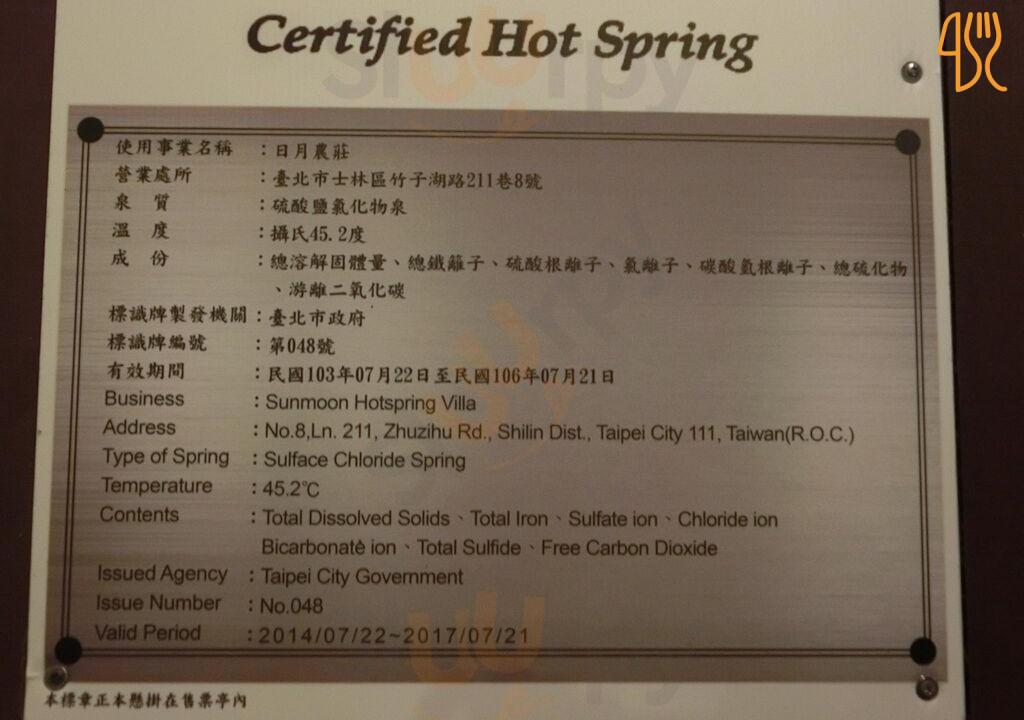 Certified Hot Spring
使用事業名稱 : 日月農莊
營業處所 : 臺北市士林區竹子湖路211巷8號
泉 質 : 硫酸鹽氯化物泉
溫 度 : 攝氏45.2度
成 份 : 總溶解固體量、總鐵離子、硫酸根離子、氯離子、碳酸氫根離子、總硫化物
、游離二氧化碳
標識牌製發機關 : 臺北市政府
標識牌編號 : 第048號
有效期間 : 民國103年07月22日至民國106年07月21日
Business : Sunmoon Hotspring Villa
Address : No.8,Ln. 211, Zhuzihu Rd., Shilin Dist., Taipei City 111, Taiwan(R.O.C.)
Type of Spring : Sulface Chloride Spring
Temperature : 45.2℃
Contents : Total Dissolved Solids、Total Iron、Sulfate ion、Chloride ion
Bicarbonate ion、Total Sulfide、Free Carbon Dioxide
Issued Agency : Taipei City Government
Issue Number : No.048
Valid Period : 2014/07/22~2017/07/21
本標章正本懸掛在售票亭內